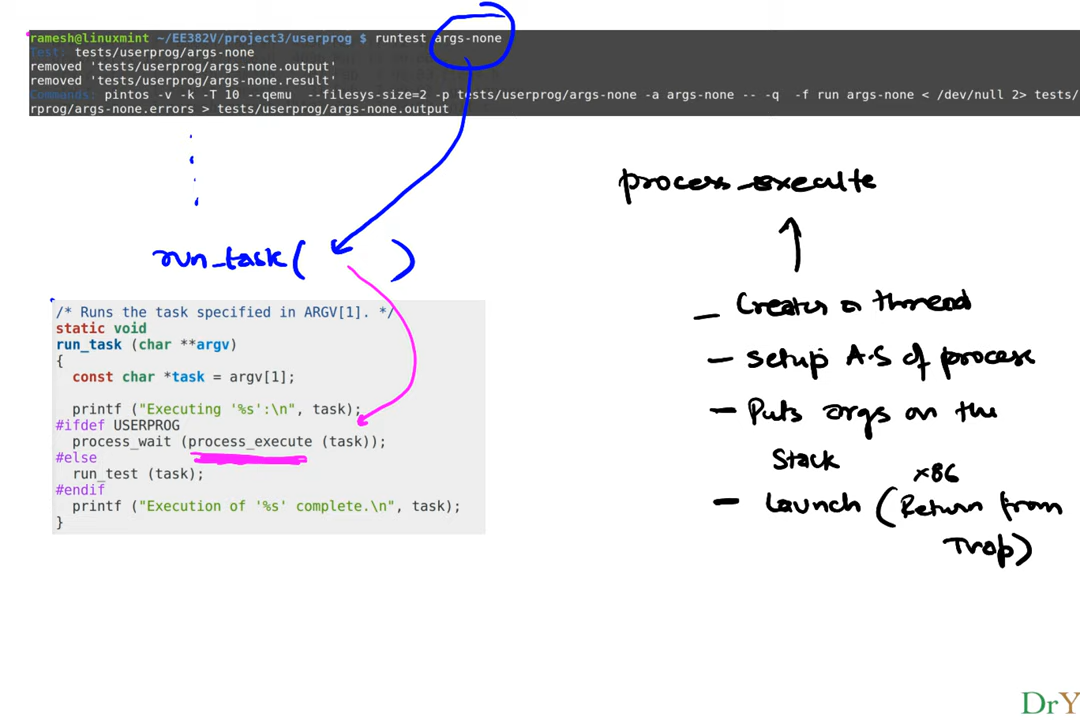 ramesh@linuxmint ~/EE382V/project3/userprog $ runtest args-none
Test: tests/userprog/args-none
removed 'tests/userprog/args-none.output'
removed 'tests/userprog/args-none.result'
Commands: pintos -v -k -T 10 --qemu  --filesys-size=2 -p tests/userprog/args-none -a args-none -- -q  -f run args-none < /dev/null 2> tests/
rprog/args-none.errors > tests/userprog/args-none.output
run_task(    )
/* Runs the task specified in ARGV[1]. */
static void
run_task (char **argv)
{
  const char *task = argv[1];
  printf ("Executing '%s':\n", task);
#ifdef USERPROG
  process_wait (process_execute (task));
#else
  run_test (task);
#endif
  printf ("Execution of '%s' complete.\n", task);
}
process_execute
- Creates a thread
- setup A.S of process
- Puts args on the
Stack
x86
- Launch (Return from
Trap)
DrY